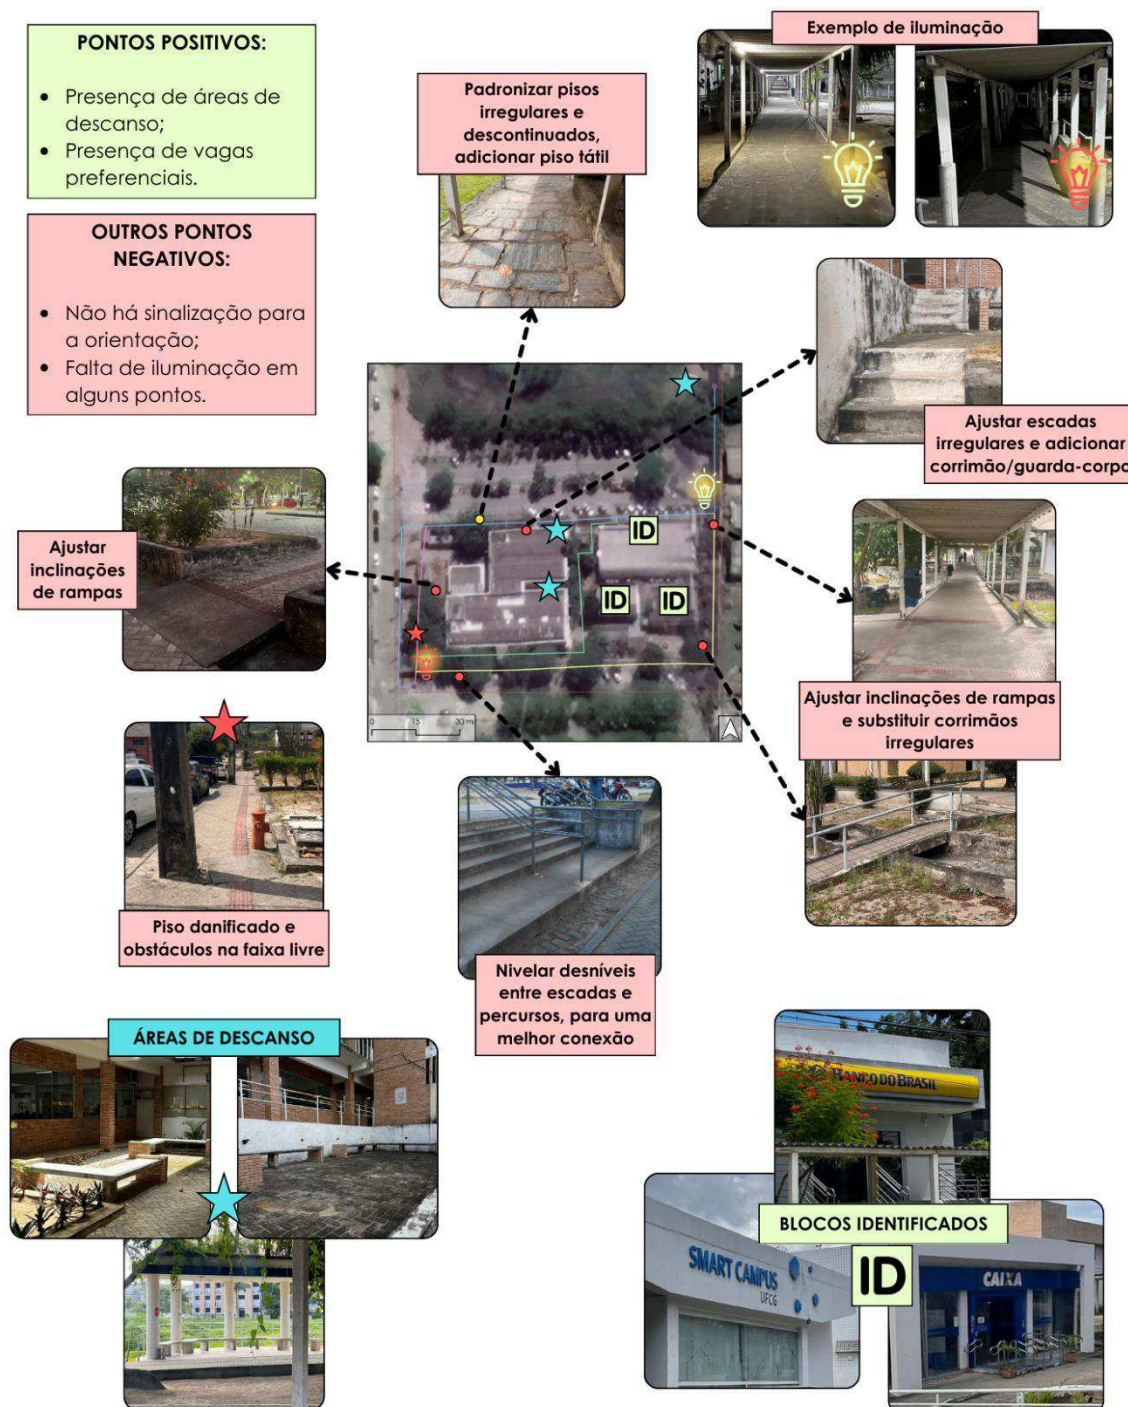 PONTOS POSITIVOS:
• Presença de áreas de
descanso;
• Presença de vagas
preferenciais.
OUTROS PONTOS
NEGATIVOS:
• Não há sinalização para
a orientação;
• Falta de iluminação em
alguns pontos.
Padronizar pisos
irregulares e
descontinuados,
adicionar piso tátil
Exemplo de iluminação
Ajustar escadas
irregulares e adicionar
corrimão/guarda-corpo
Ajustar
inclinações
de rampas
ID
ID
ID
0 15 30 m
Ajustar inclinações de rampas
e substituir corrimãos
irregulares
Piso danificado e
obstáculos na faixa livre
Nivelar desníveis
entre escadas e
percursos, para uma
melhor conexão
ÁREAS DE DESCANSO
BANCO DO BRASIL
BLOCOS IDENTIFICADOS
SMART CAMPUS
UFCG
ID
CAIXA